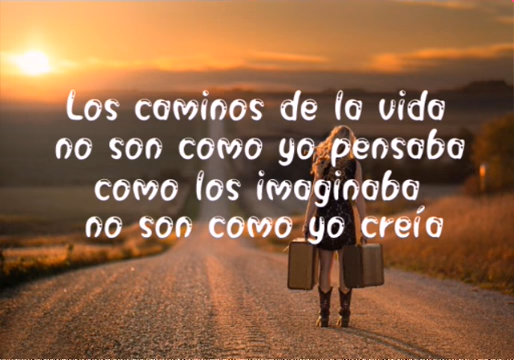 Los caminos de la vida
no son como yo pensaba
como los imaginaba
no son como yo creía